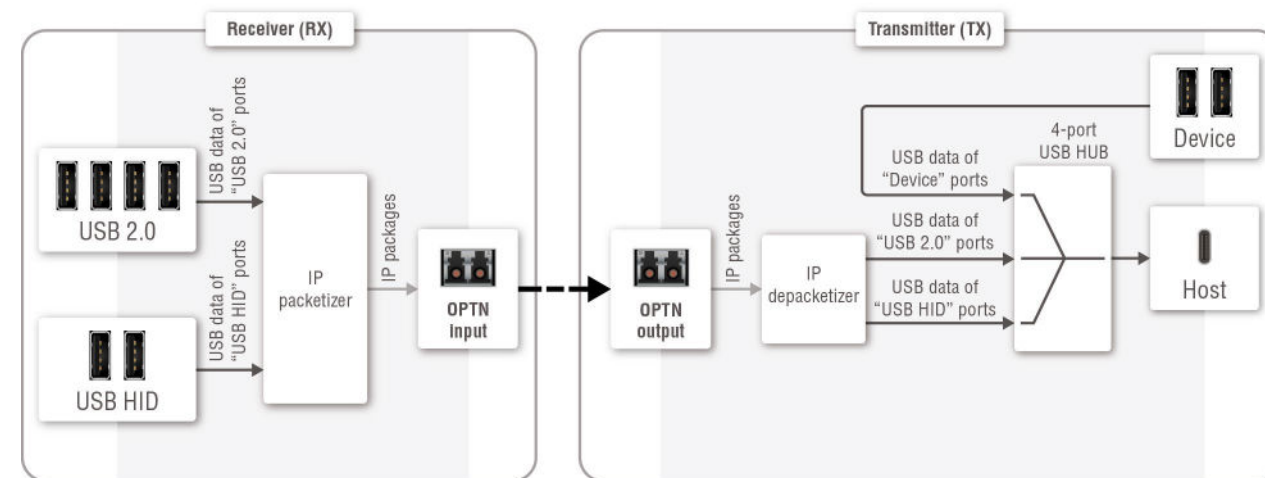 Receiver (RX)
USB 2.0
USB data of
“USB 2.0” ports
USB HID
USB data of
“USB HID” ports
IP
packetizer
IP packages
OPTN
input
Transmitter (TX)
OPTN
output
IP packages
IP
depacketizer
USB data of
“Device” ports
USB data of
“USB 2.0” ports
USB data of
“USB HID” ports
4-port
USB HUB
Device
Host